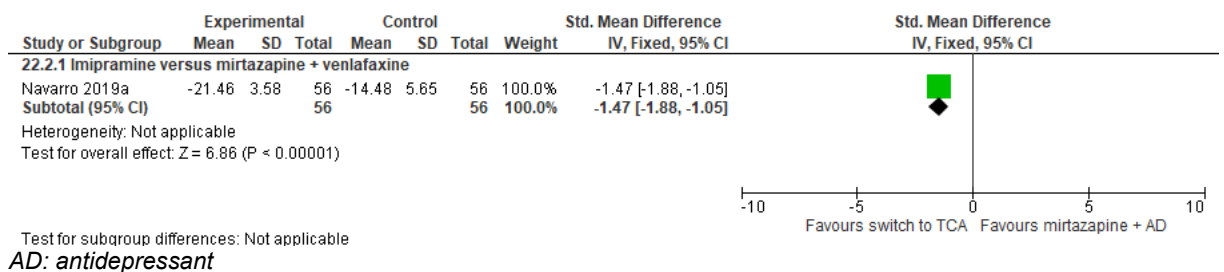 Experimental Control Std. Mean Difference Std. Mean Difference
Study or Subgroup Mean SD Total Mean SD Total Weight IV, Fixed, 95% CI IV, Fixed, 95% CI
22.2.1 Imipramine versus mirtazapine + venlafaxine
Navarro 2019a -21.46 3.58 56 -14.48 5.65 56 100.0% -1.47 [-1.88, -1.05]
Subtotal (95% CI) 56 56 100.0% -1.47 [-1.88, -1.05]
Heterogeneity: Not applicable
Test for overall effect: Z = 6.86 (P < 0.00001)
-10 -5 0 5 10
Favours switch to TCA Favours mirtazapine + AD
Test for subgroup differences: Not applicable
AD: antidepressant